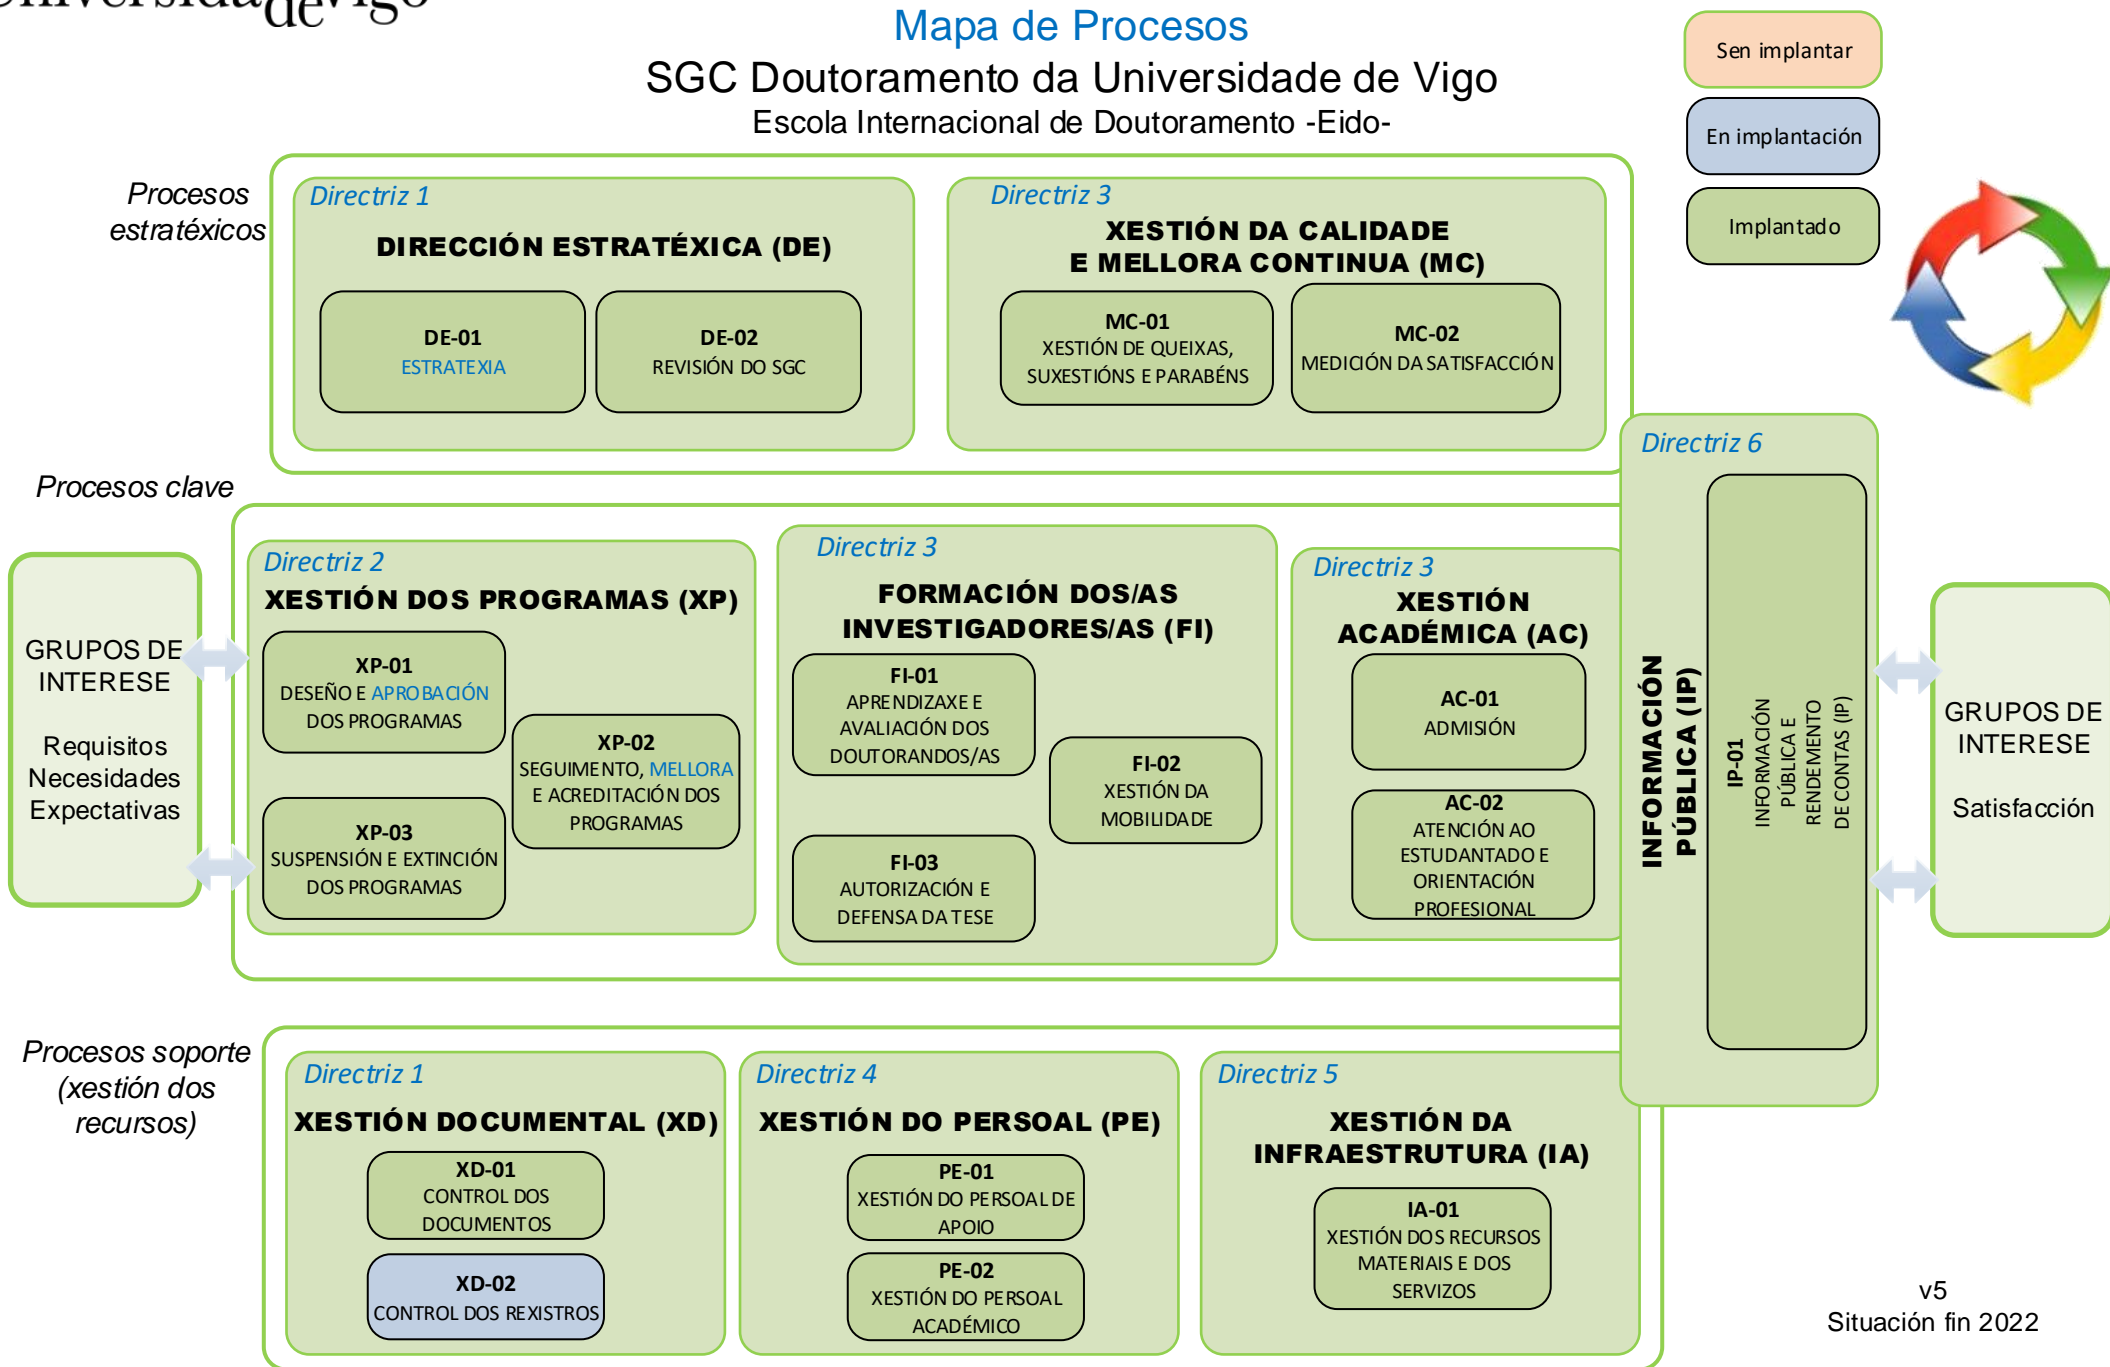 Universidade Vigo
Mapa de Procesos
SGC Doutoramento da Universidade de Vigo
Escola Internacional de Doutoramento -Eido-
Sen implantar
En implantación
Implantado
Procesos
estratéxicos
Directriz 1
DIRECCIÓN ESTRATÉXICA (DE)
DE-01
ESTRATEXIA
DE-02
REVISIÓN DO SGC
Directriz 3
XESTIÓN DA CALIDADE
E MELLORA CONTINUA (MC)
MC-01
XESTIÓN DE QUEIXAS,
SUXESTIÓNS E PARABÉNS
MC-02
MEDICIÓN DA SATISFACCIÓN
Directriz 6
INFORMACIÓN
PÚBLICA (IP)
IP-01
INFORMACIÓN
PÚBLICA E
RENDEMENTO
DE CONTAS (IP)
Procesos clave
GRUPOS DE
INTERESE
Requisitos
Necesidades
Expectativas
Directriz 2
XESTIÓN DOS PROGRAMAS (XP)
XP-01
DESEÑO E APROBACIÓN
DOS PROGRAMAS
XP-02
SEGUIMENTO, MELLORA
E ACREDITACIÓN DOS
PROGRAMAS
XP-03
SUSPENSIÓN E EXTINCIÓN
DOS PROGRAMAS
Directriz 3
FORMACIÓN DOS/AS
INVESTIGADORES/AS (FI)
FI-01
APRENDIZAXE E
AVALIACIÓN DOS
DOUTORANDOS/AS
FI-02
XESTIÓN DA
MOBILIDADE
FI-03
AUTORIZACIÓN E
DEFENSA DA TESE
Directriz 3
XESTIÓN
ACADÉMICA (AC)
AC-01
ADMISIÓN
AC-02
ATENCIÓN AO
ESTUDANTADO E
ORIENTACIÓN
PROFESIONAL
GRUPOS DE
INTERESE
Satisfacción
Procesos soporte
(xestión dos
recursos)
Directriz 1
XESTIÓN DOCUMENTAL (XD)
XD-01
CONTROL DOS
DOCUMENTOS
XD-02
CONTROL DOS REXISTROS
Directriz 4
XESTIÓN DO PERSOAL (PE)
PE-01
XESTIÓN DO PERSOAL DE
APOIO
PE-02
XESTIÓN DO PERSOAL
ACADÉMICO
Directriz 5
XESTIÓN DA
INFRAESTRUTURA (IA)
IA-01
XESTIÓN DOS RECURSOS
MATERIAIS E DOS
SERVIZOS
v5
Situación fin 2022